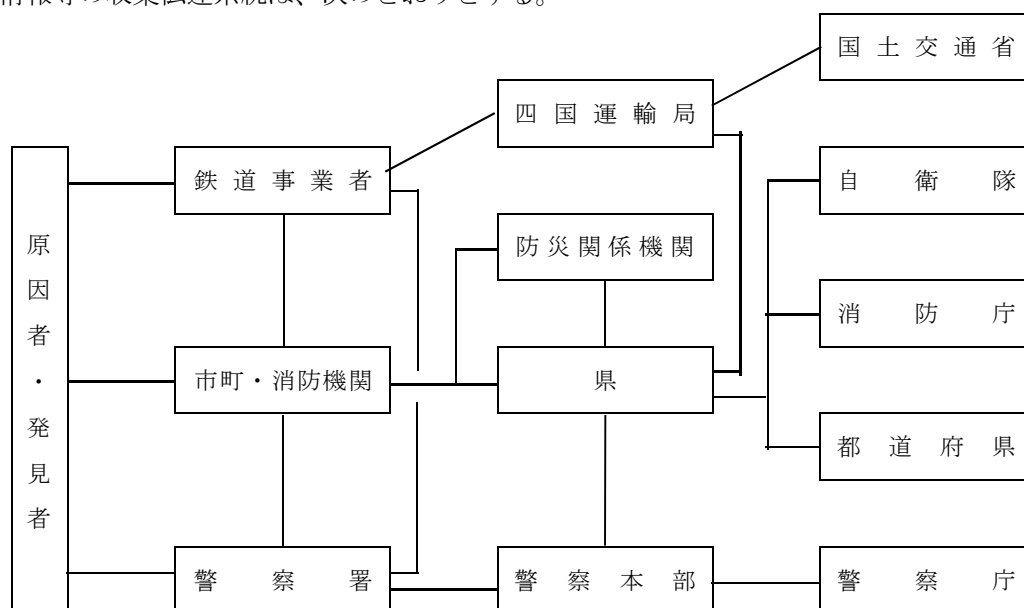 情報等の収集伝達系統は、次のとおりとする。
国土交通省
四国運輸局
鉄道事業者
自衛隊
防災関係機関
原因者・発見者
消防庁
市町・消防機関
県
都道府県
警察署
警察本部
警察庁